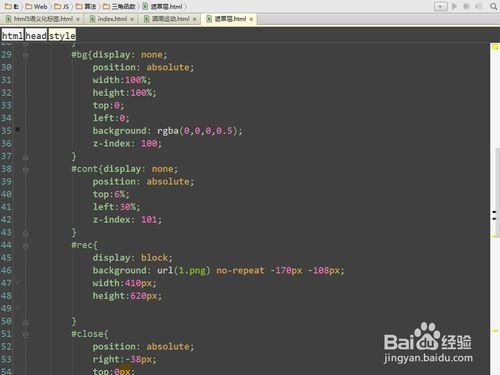 E: Web JS 算法 三角函数 遮罩层.html
html5语义化标签.html index.html 圆周运动.html 遮罩层.html
html head style
28 }
29 #bg{display: none;
30 position: absolute;
31 width:100%;
32 height:100%;
33 top:0;
34 left:0;
35 background: rgba(0,0,0,0.5);
36 z-index: 100;
37 }
38 #cont{display: none;
39 position: absolute;
40 top:6%;
41 left:30%;
42 z-index: 101;
43 }
44 #rec{
45 display: block;
46 background: url(1.png) no-repeat -170px -108px;
47 width:410px;
48 height:620px;
49
50 }
51 #close{
52 position: absolute;
53 right:-38px;
54 top:0px;
Baidu 经验
jingyan.baidu.com